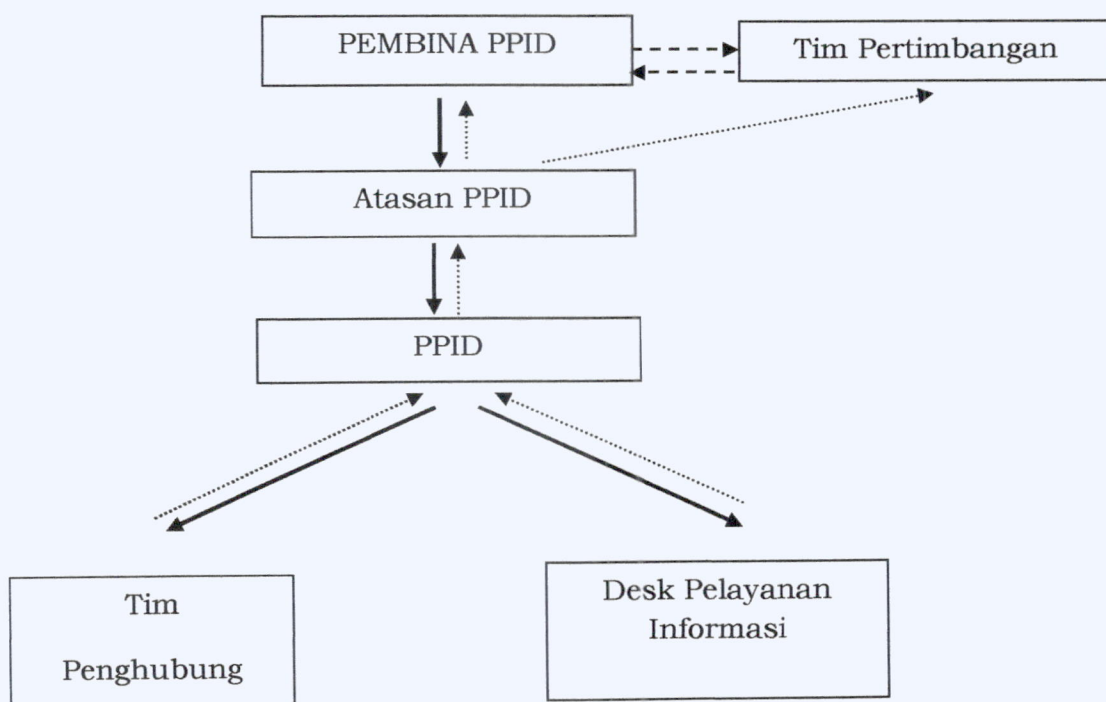 PEMBINA PPID
Tim Pertimbangan
Atasan PPID
PPID
Tim
Penghubung
Desk Pelayanan
Informasi